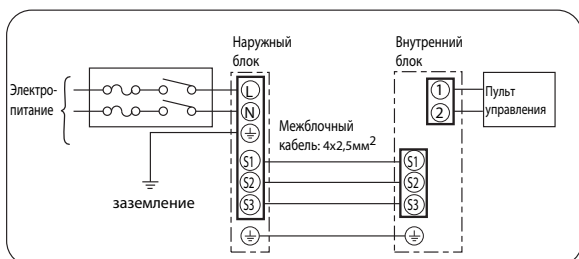 Наружный
блок
Внутренний
блок
Электро-
питание
L
N
Межблочный
кабель: 4x2,5мм²
заземление
S1
S2
S3
1
2
Пульт
управления
S1
S2
S3